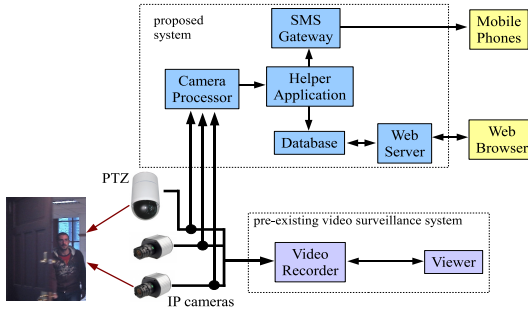 proposed
system
SMS
Gateway
Mobile
Phones
Camera
Processor
Helper
Application
Database
Web
Server
Web
Browser
PTZ
IP cameras
pre-existing video surveillance system
Video
Recorder
Viewer